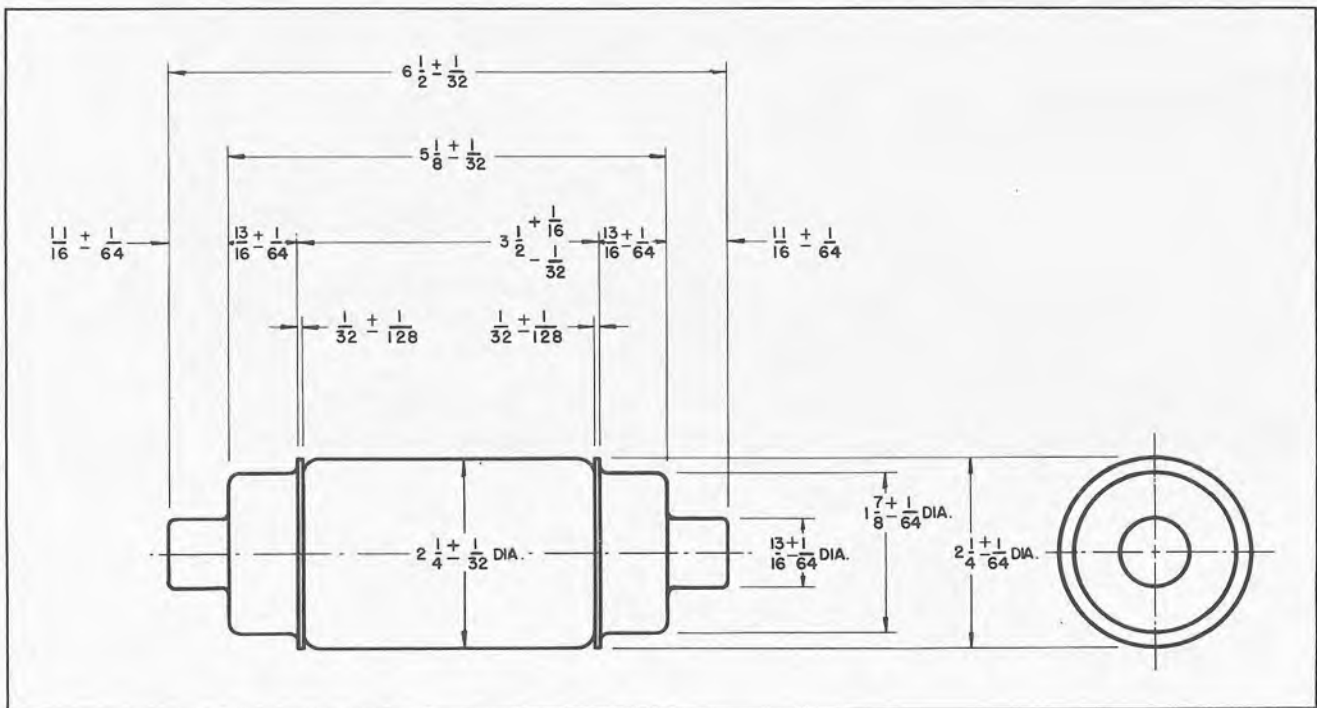 6 1/2 ± 1/32
5 1/8 ± 1/32
11/16 ± 1/64
13/16 ± 1/64
3 1/2 + 1/16 - 1/32
13/16 ± 1/64
11/16 ± 1/64
1/32 ± 1/128
1/32 ± 1/128
2 1/4 ± 1/32 DIA.
13/16 ± 1/64 DIA.
1 7/8 ± 1/64 DIA.
2 1/4 ± 1/64 DIA.